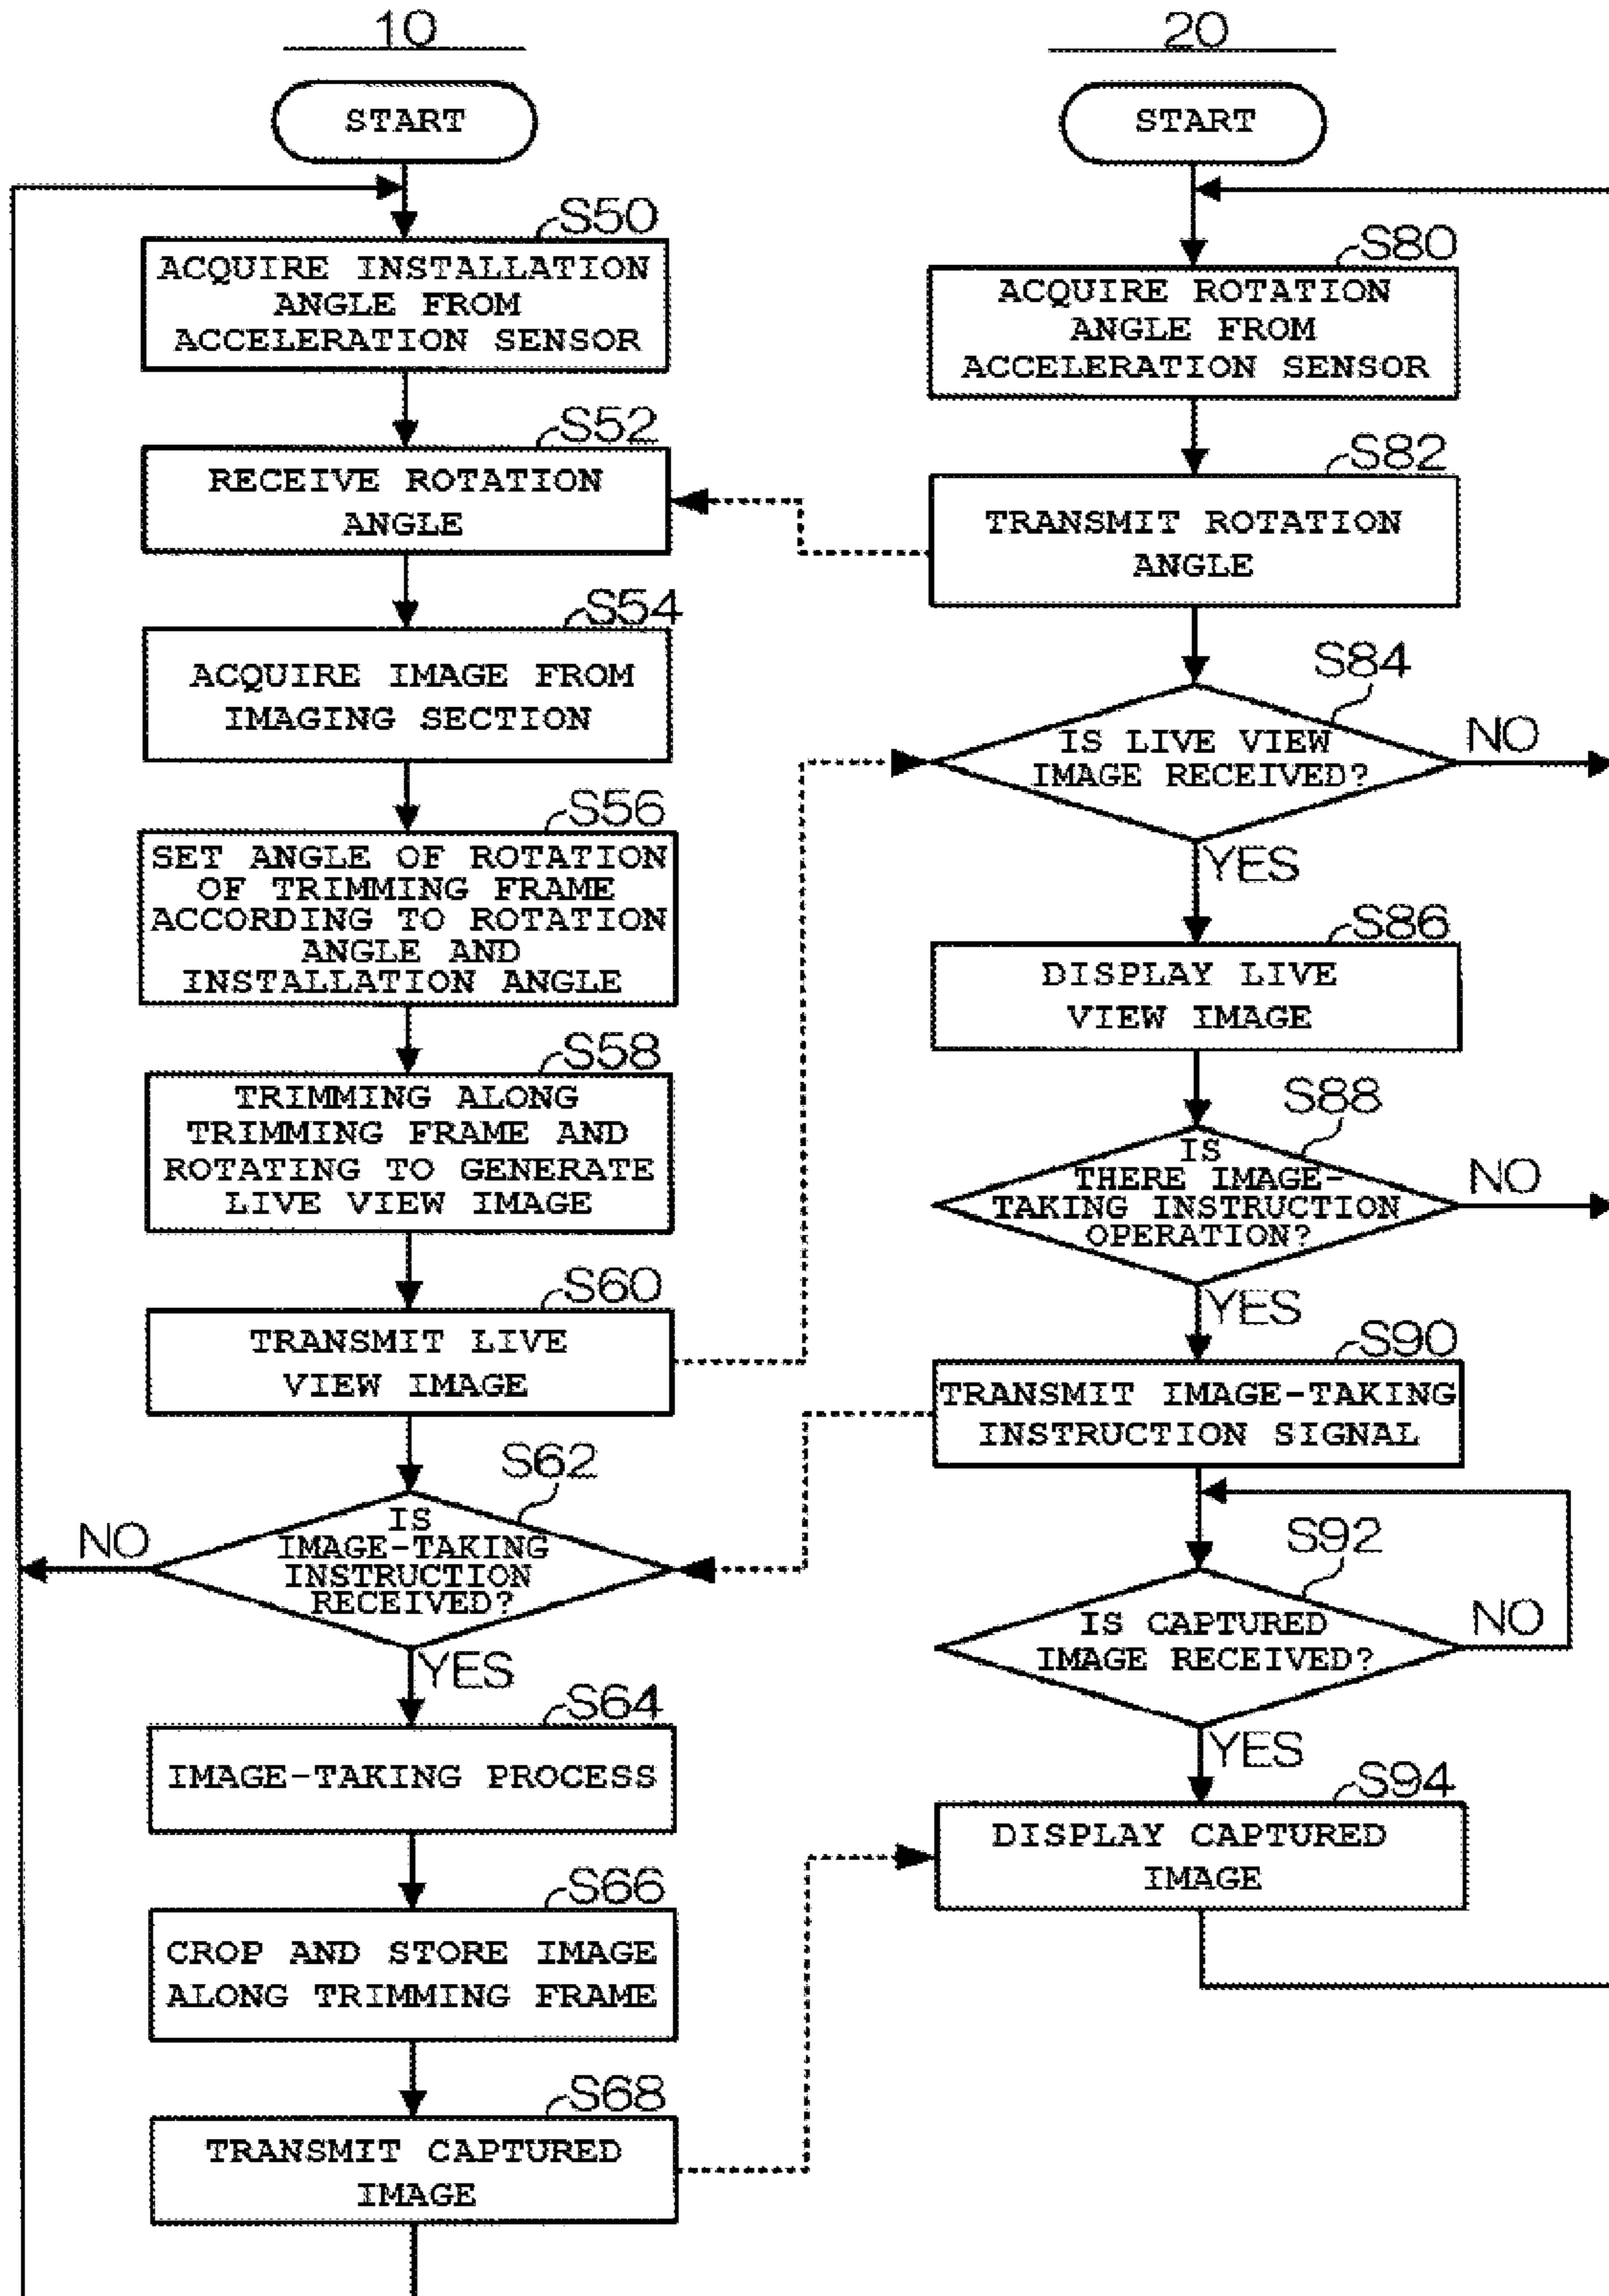 10
START
S50
ACQUIRE INSTALLATION
ANGLE FROM
ACCELERATION SENSOR
S52
RECEIVE ROTATION
ANGLE
S54
ACQUIRE IMAGE FROM
IMAGING SECTION
S56
SET ANGLE OF ROTATION
OF TRIMMING FRAME
ACCORDING TO ROTATION
ANGLE AND
INSTALLATION ANGLE
S58
TRIMMING ALONG
TRIMMING FRAME AND
ROTATING TO GENERATE
LIVE VIEW IMAGE
S60
TRANSMIT LIVE
VIEW IMAGE
S62
IS
IMAGE-TAKING
INSTRUCTION
RECEIVED?
NO
YES
S64
IMAGE-TAKING PROCESS
S66
CROP AND STORE IMAGE
ALONG TRIMMING FRAME
S68
TRANSMIT CAPTURED
IMAGE
20
START
S80
ACQUIRE ROTATION
ANGLE FROM
ACCELERATION SENSOR
S82
TRANSMIT ROTATION
ANGLE
S84
IS LIVE VIEW
IMAGE RECEIVED?
NO
YES
S86
DISPLAY LIVE
VIEW IMAGE
S88
IS
THERE IMAGE-
TAKING INSTRUCTION
OPERATION?
NO
YES
S90
TRANSMIT IMAGE-TAKING
INSTRUCTION SIGNAL
S92
IS CAPTURED
IMAGE RECEIVED?
NO
YES
S94
DISPLAY CAPTURED
IMAGE